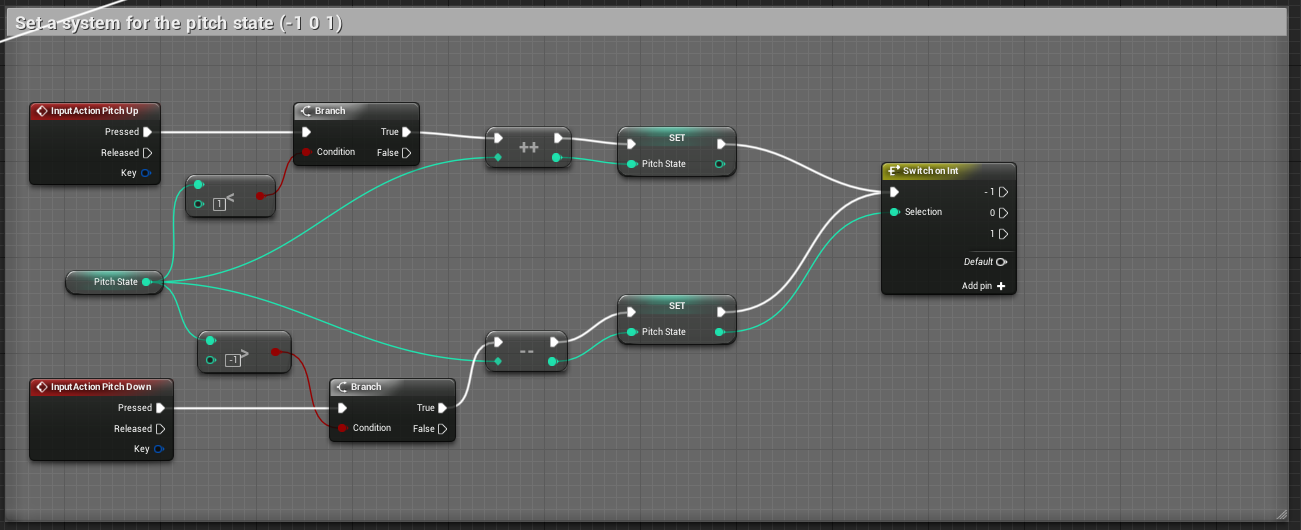 Set a system for the pitch state (-1 0 1)
InputAction Pitch Up
Pressed
Released
Key
Branch
True
Condition
False
++
SET
Pitch State
Switch on Int
- 1
Selection
0
1
Default
Add pin
<
1
Pitch State
>
-1
--
SET
Pitch State
InputAction Pitch Down
Pressed
Released
Key
Branch
True
Condition
False